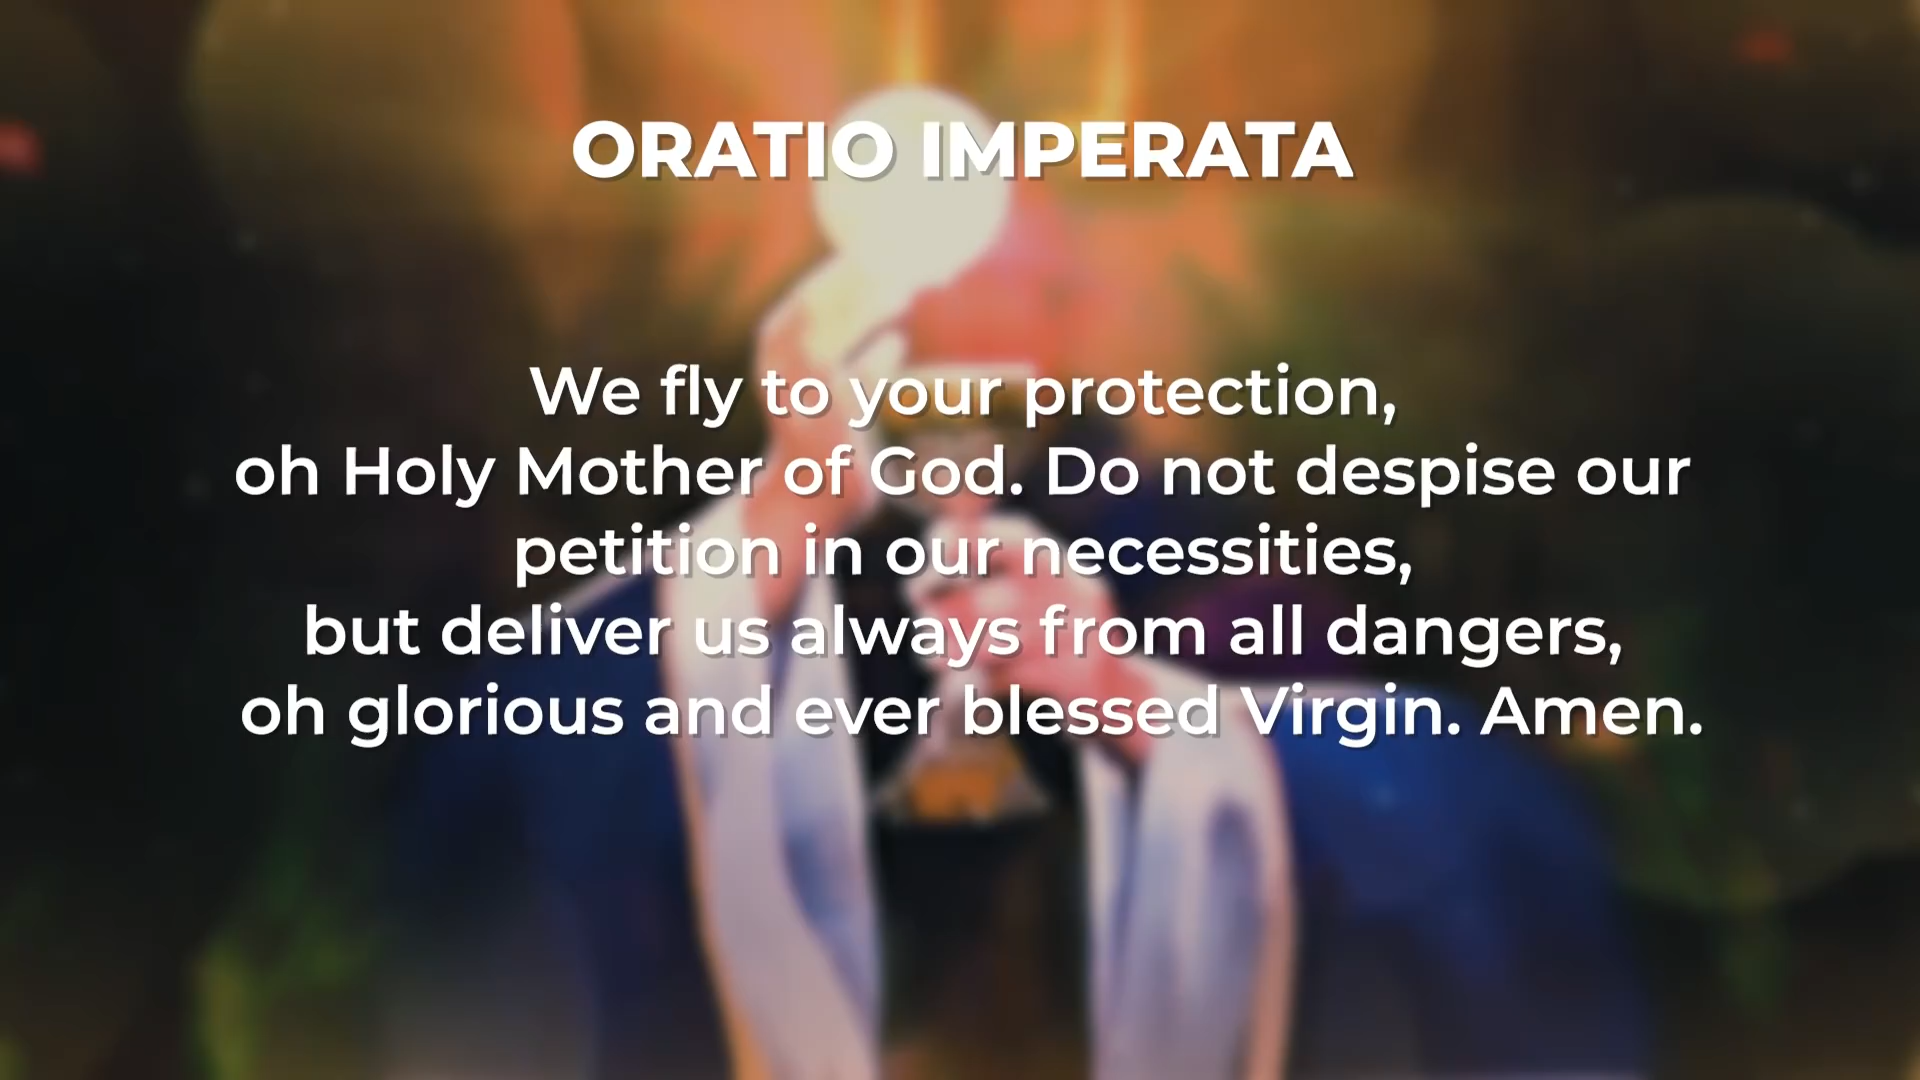 ORATIO IMPERATA
We fly to your protection,
oh Holy Mother of God. Do not despise our
petition in our necessities,
but deliver us always from all dangers,
oh glorious and ever blessed Virgin. Amen.